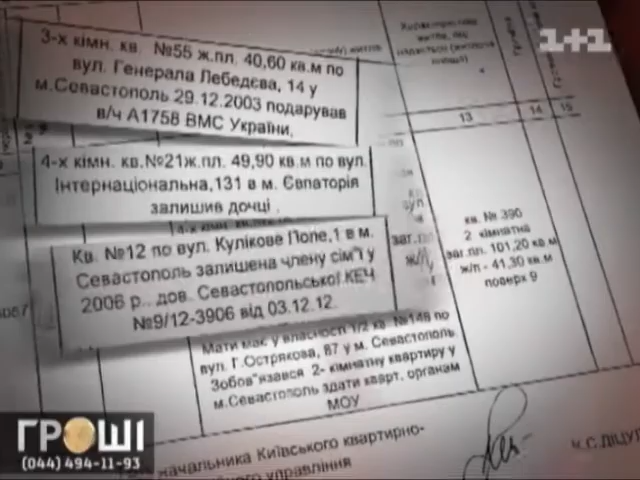 3-х кімн. кв. №55 ж.пл. 40,60 кв.м по
вул. Генерала Лебедєва, 14 у
м.Севастополь 29.12.2003 подарував
в/ч А1758 ВМС України,
1+1
13
14
15
4-х кімн. кв.№21ж.пл. 49,90 кв.м по вул.
Інтернаціональна,131 в м. Євпаторія
залишив дочці .
Кв. №12 по вул. Кулікове Поле,1 в м.
Севастополь залишена члену сім"ї у
2006 р., дов. Севастопольської КЕЧ
№9/12-3906 від 03.12.12.
кв. № 390
2 кімнатна
заг.пл. 101,20 кв.м
ж/п - 41,30 кв.м
поверх 9
Мати має у власності 1/2 кв. №149 по
вул. Г.Острякова, 87 у м. Севастополь.
Зобов"язався 2- кімнатну квартиру у
м.Севастополь здати кварт. органам
МОУ
начальника Київського квартирно-
управління
К.С.ЛІЦУ
ГРОШІ
(044) 494-11-93